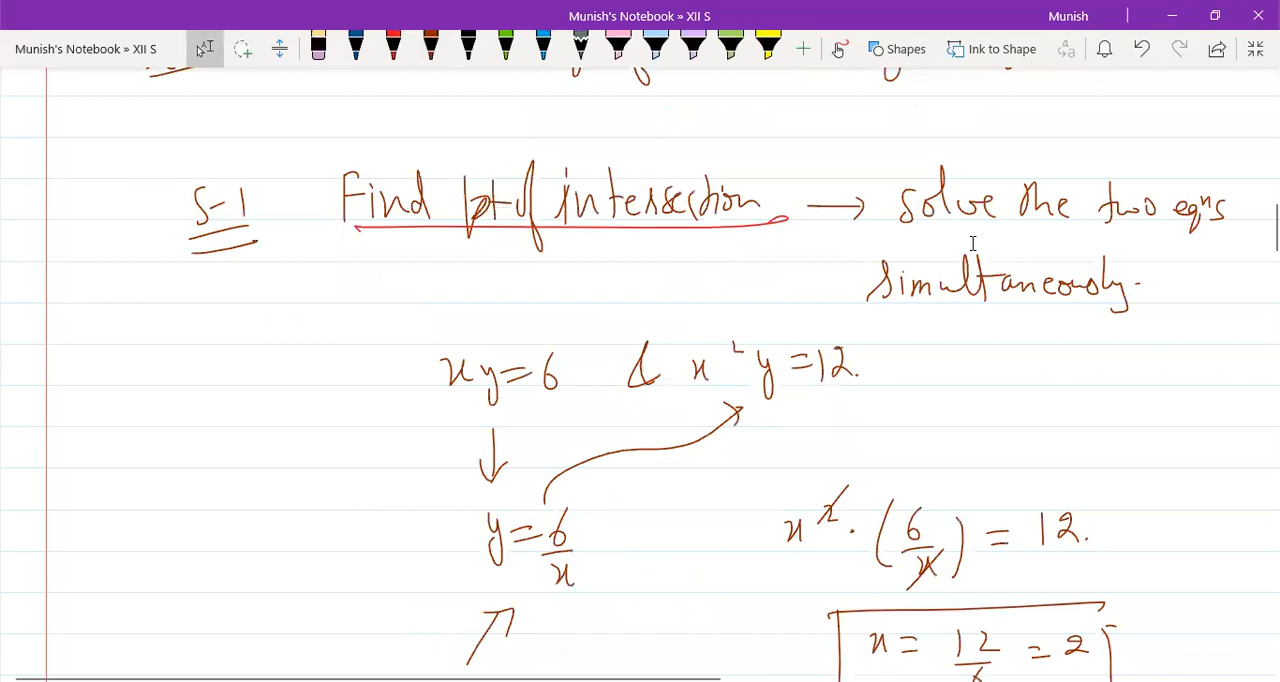 Munish's Notebook » XII S
Munish
Munish's Notebook » XII S
Shapes
Ink to Shape
S-1 Find pt of intersection → solve the two eqns
simultaneously.
xy = 6 & x²y = 12.
y = 6/x
x² · (6/x) = 12.
x = 12/6 = 2